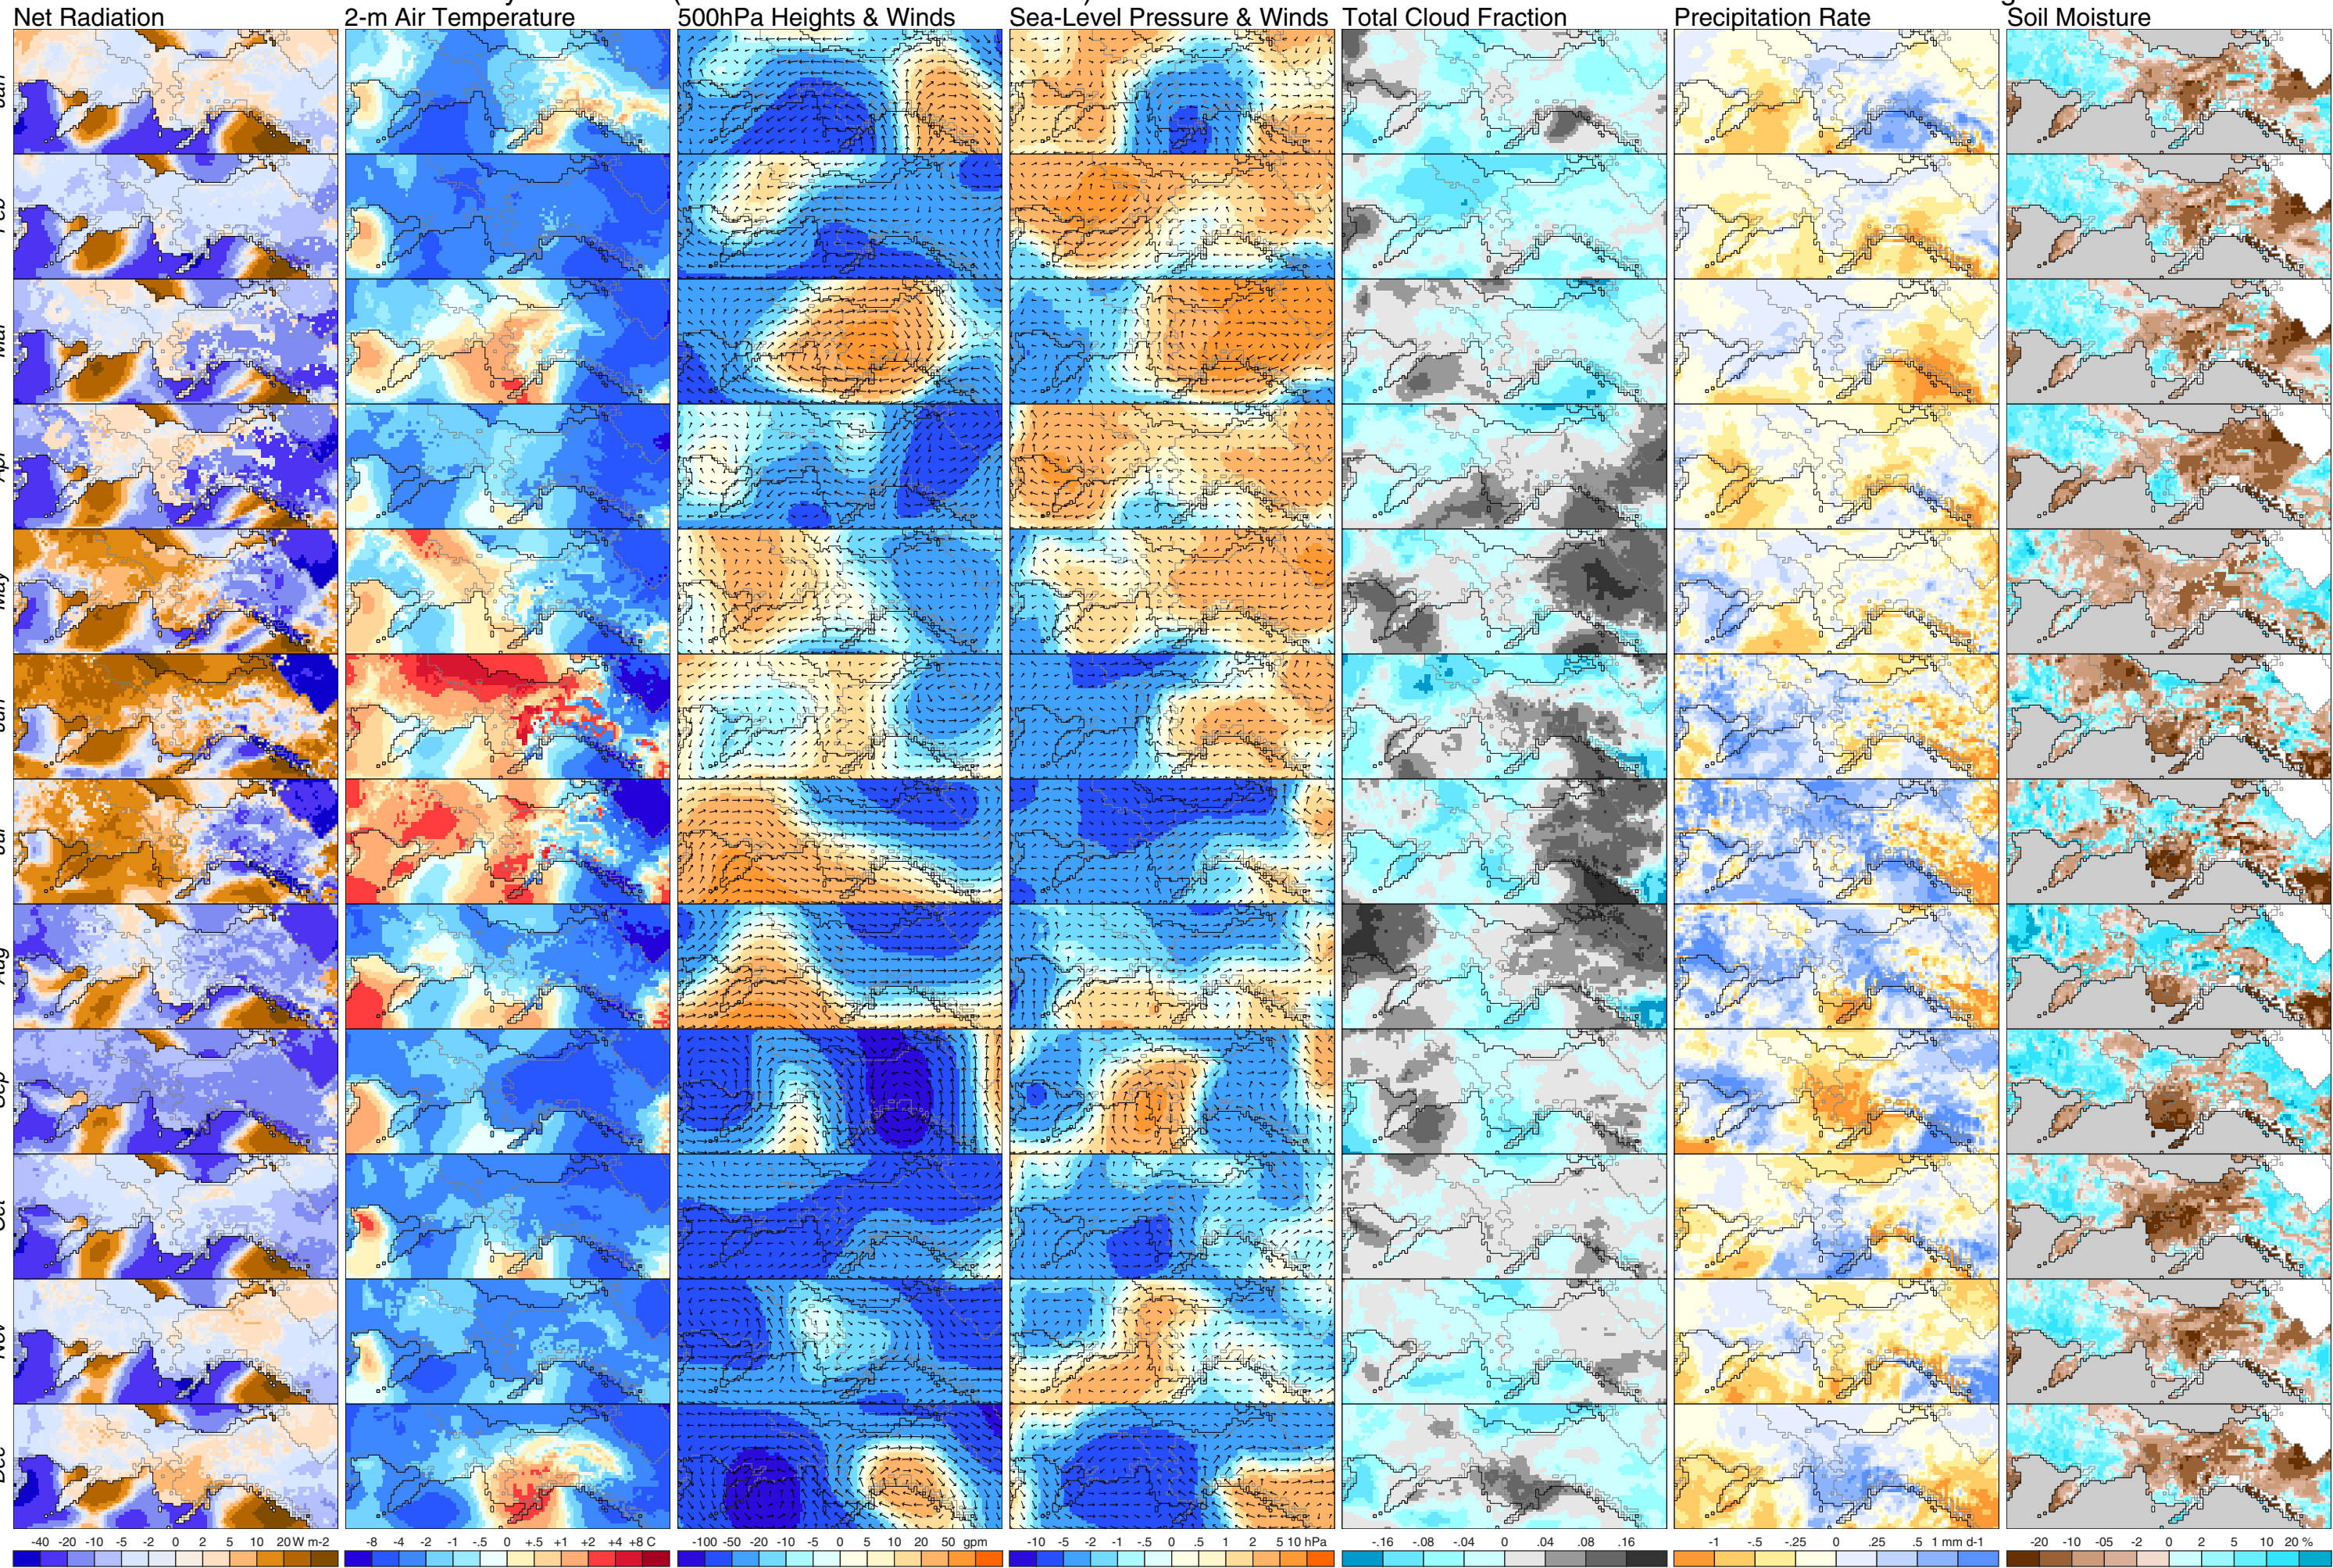 Net Radiation
2-m Air Temperature
500hPa Heights & Winds
Sea-Level Pressure & Winds
Total Cloud Fraction
Precipitation Rate
Soil Moisture
-40 -20 -10 -5 -2 0 2 5 10 20 W m-2
-8 -4 -2 -1 -.5 0 +.5 +1 +2 +4 +8 C
-100 -50 -20 -10 -5 0 5 10 20 50 gpm
-10 -5 -2 -1 -.5 0 .5 1 2 5 10 hPa
-.16 -.08 -.04 0 .04 .08 .16
-1 -.5 -.25 0 .25 .5 1 mm d-1
-20 -10 -05 -2 0 2 5 10 20 %